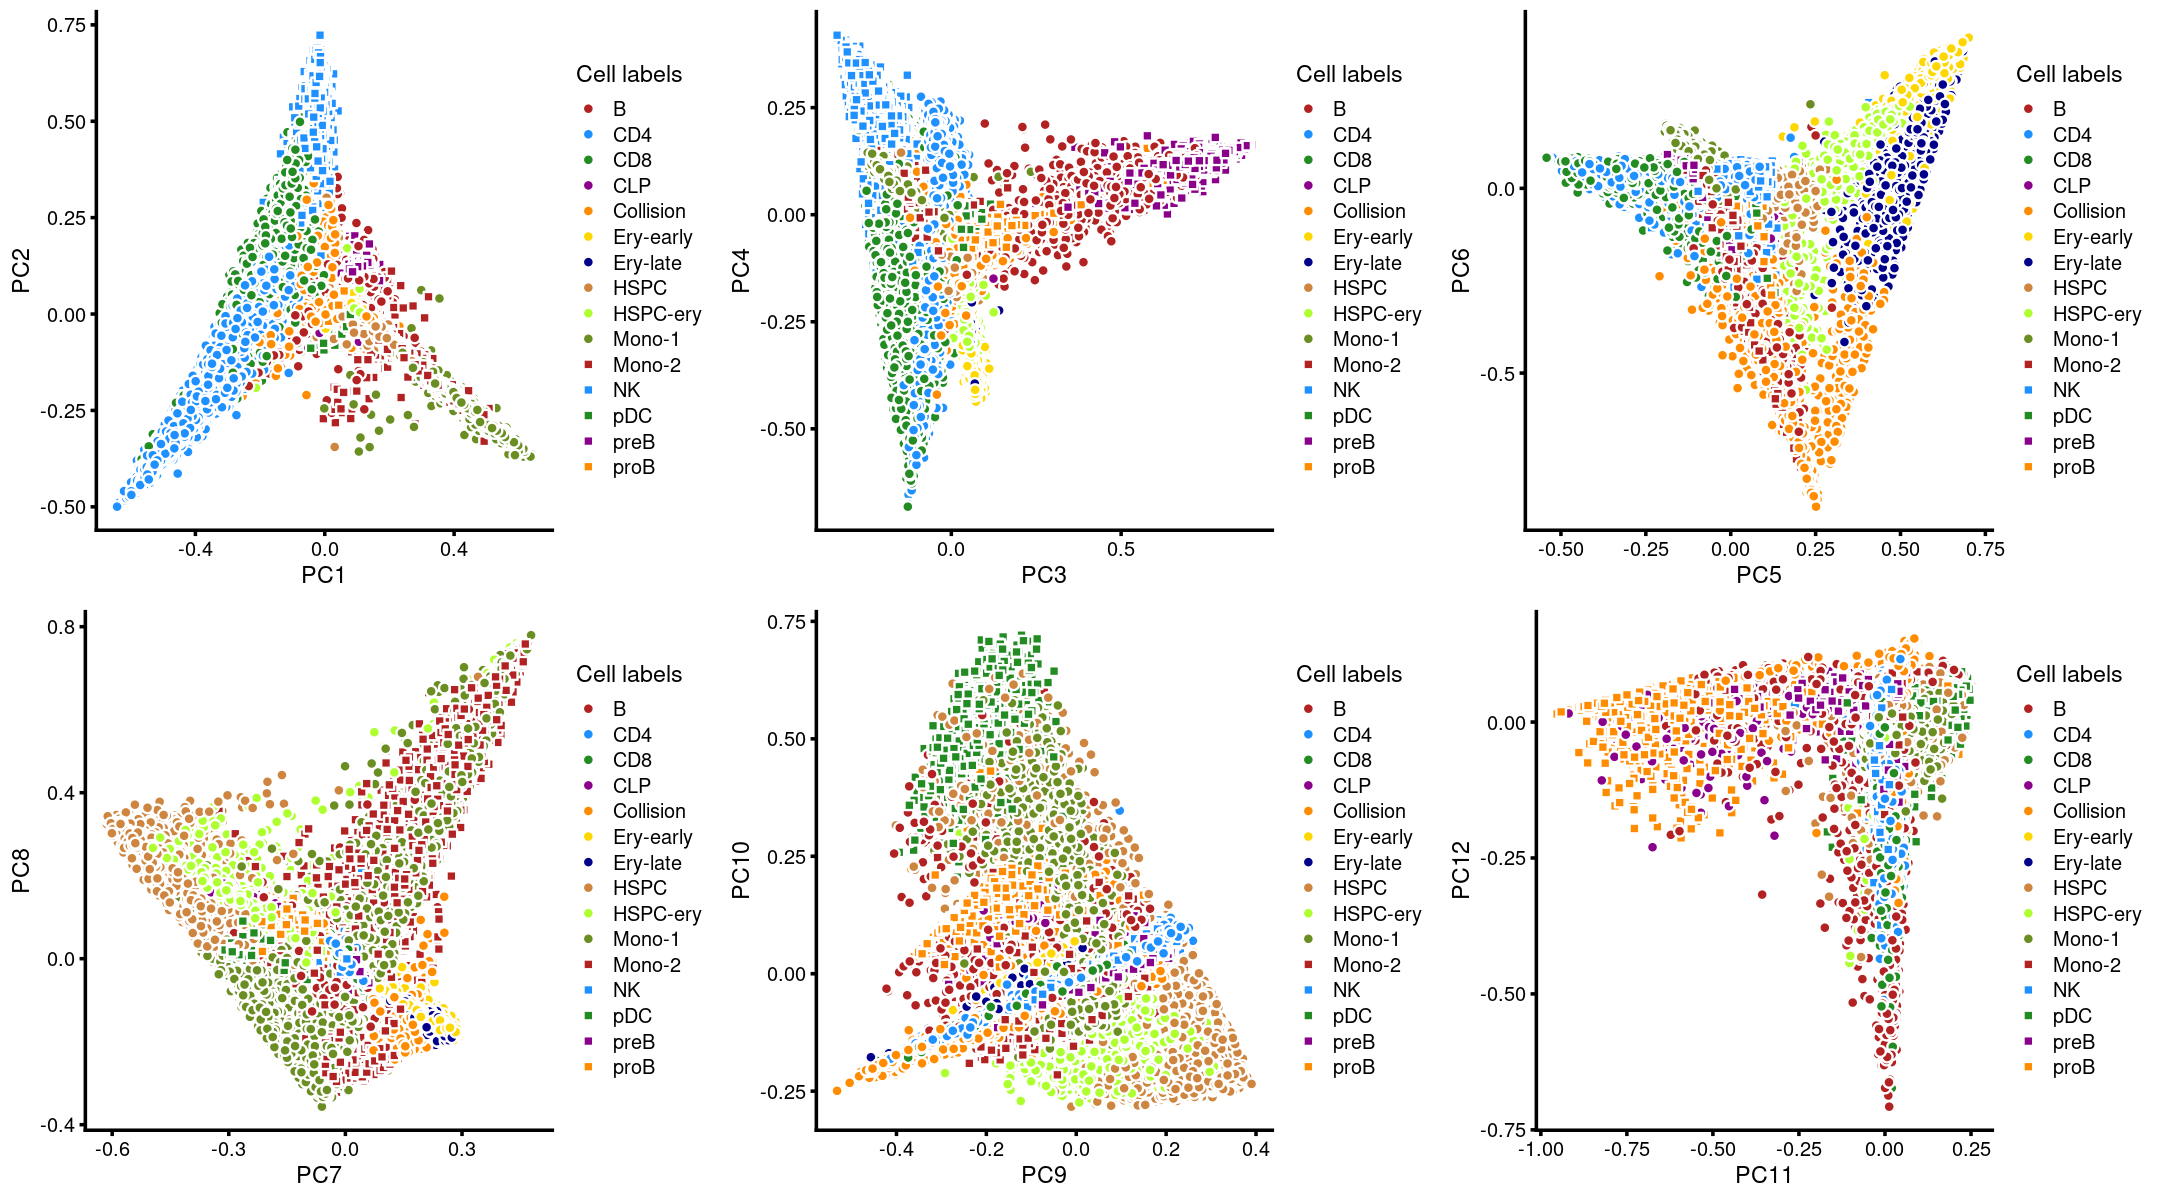 0.75
0.50
0.25
0.00
-0.25
-0.50
PC2
-0.4
0.0
0.4
PC1
Cell labels
B
CD4
CD8
CLP
Collision
Ery-early
Ery-late
HSPC
HSPC-ery
Mono-1
Mono-2
NK
pDC
preB
proB
0.25
0.00
-0.25
-0.50
PC4
0.0
0.5
PC3
Cell labels
B
CD4
CD8
CLP
Collision
Ery-early
Ery-late
HSPC
HSPC-ery
Mono-1
Mono-2
NK
pDC
preB
proB
0.0
-0.5
PC6
-0.50
-0.25
0.00
0.25
0.50
0.75
PC5
Cell labels
B
CD4
CD8
CLP
Collision
Ery-early
Ery-late
HSPC
HSPC-ery
Mono-1
Mono-2
NK
pDC
preB
proB
0.8
0.4
0.0
-0.4
PC8
-0.6
-0.3
0.0
0.3
PC7
Cell labels
B
CD4
CD8
CLP
Collision
Ery-early
Ery-late
HSPC
HSPC-ery
Mono-1
Mono-2
NK
pDC
preB
proB
0.75
0.50
0.25
0.00
-0.25
PC10
-0.4
-0.2
0.0
0.2
0.4
PC9
Cell labels
B
CD4
CD8
CLP
Collision
Ery-early
Ery-late
HSPC
HSPC-ery
Mono-1
Mono-2
NK
pDC
preB
proB
0.00
-0.25
-0.50
-0.75
PC12
-1.00
-0.75
-0.50
-0.25
0.00
0.25
PC11
Cell labels
B
CD4
CD8
CLP
Collision
Ery-early
Ery-late
HSPC
HSPC-ery
Mono-1
Mono-2
NK
pDC
preB
proB